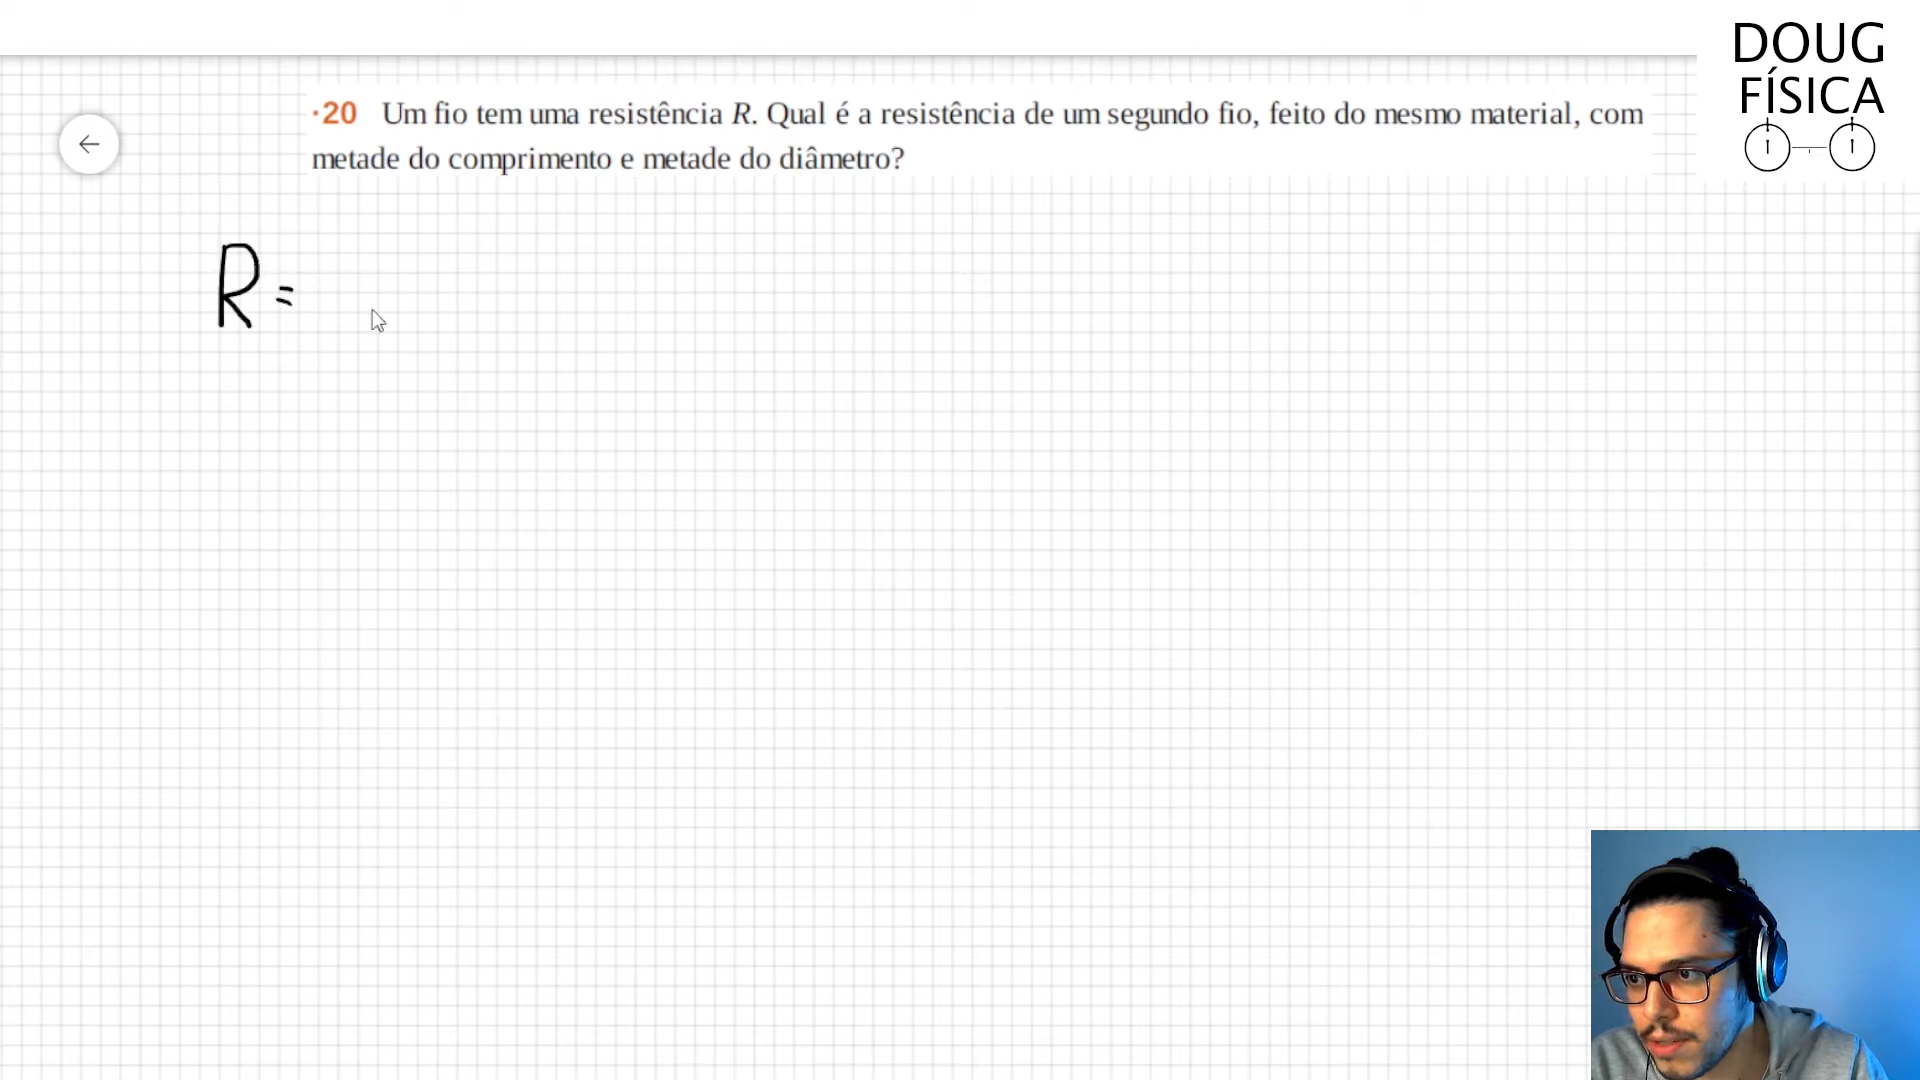 DOUG
FÍSICA
·20 Um fio tem uma resistência R. Qual é a resistência de um segundo fio, feito do mesmo material, com
metade do comprimento e metade do diâmetro?
R=